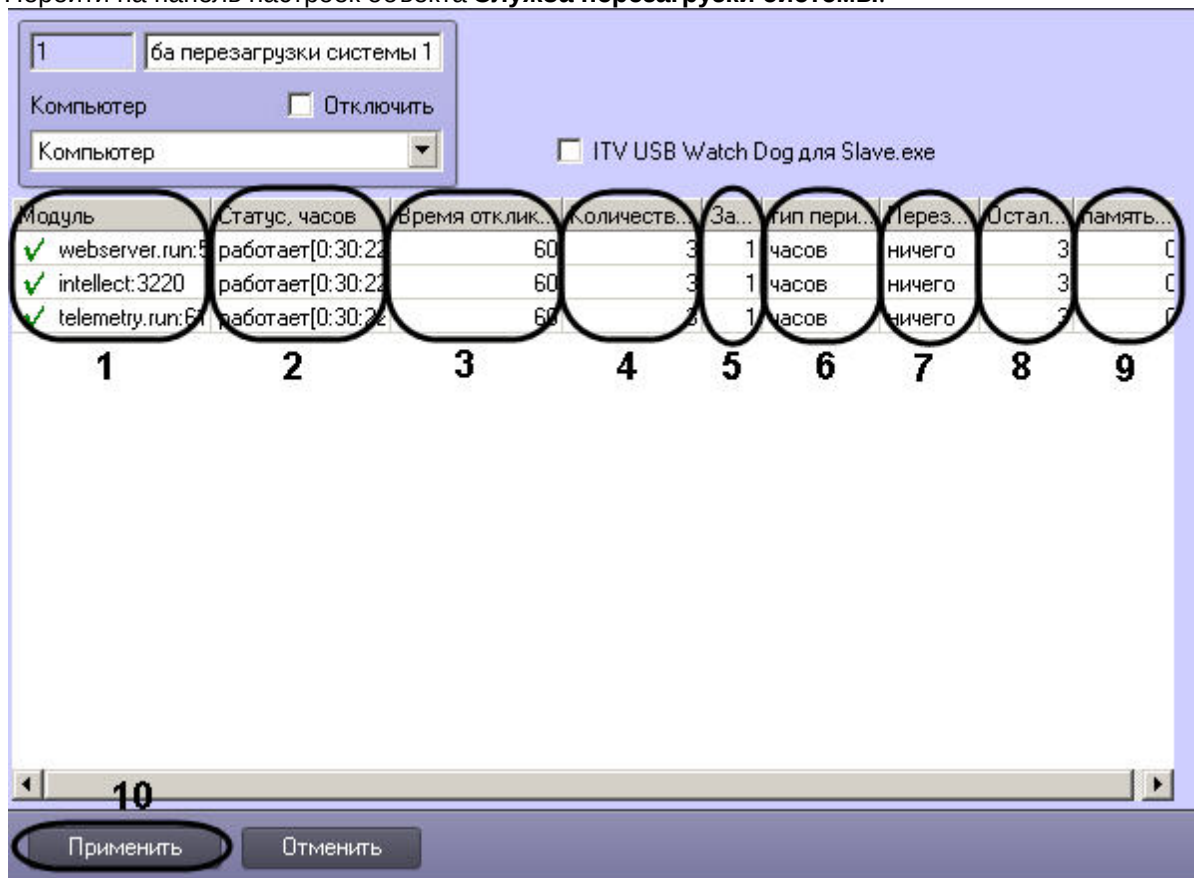 Перейти на панель настроек объекта Служба перезагрузки системы.
1 ба перезагрузки системы 1
Компьютер Отключить
Компьютер
ITV USB Watch Dog для Slave.exe
Модуль Статус, часов Время отклик... Количеств... За... тип пери... Перез... Остал... память...
webserver.run:5 работает[0:30:22 60 3 1 часов ничего 3 0
intellect:3220 работает[0:30:22 60 3 1 часов ничего 3 0
telemetry.run:61 работает[0:30:22 60 3 1 часов ничего 3 0
1 2 3 4 5 6 7 8 9
10
Применить Отменить